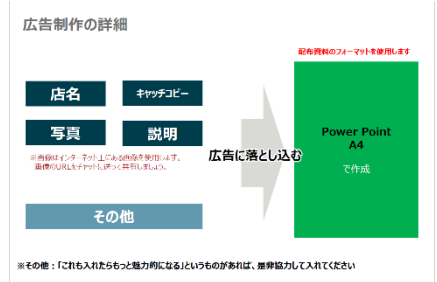 広告制作の詳細
配布資料のフォーマットを使用します
店名
キャッチコピー
写真
説明
※画像はインターネット上にある画像を使用します。
画像のURLをチャットに送って共有しましょう。
広告に落とし込む
Power Point
A4
で作成
その他
※その他：「これも入れたらもっと魅力的になる」というものがあれば、是非協力して入れてください